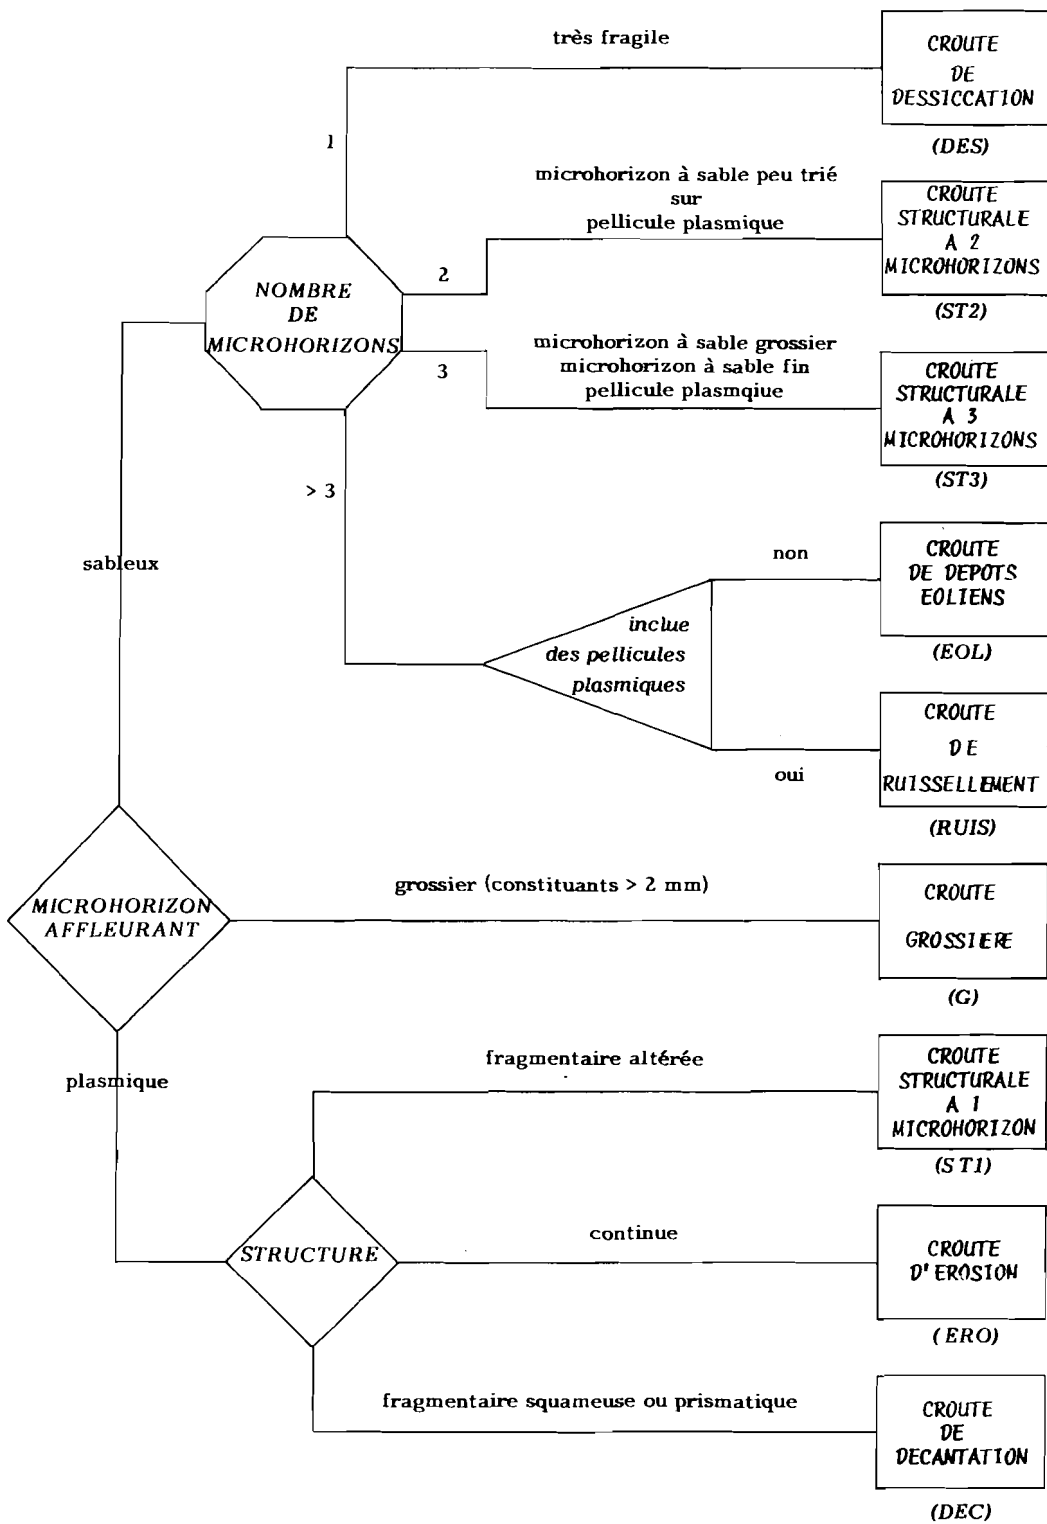 très fragile
CROUTE
DE
DESSICCATION
(DES)
1
microhorizon à sable peu trié
sur
pellicule plasmique
CROUTE
STRUCTURALE
A 2
MICROHORIZONS
(ST2)
2
NOMBRE
DE
MICROHORIZONS
microhorizon à sable grossier
microhorizon à sable fin
pellicule plasmqiue
3
CROUTE
STRUCTURALE
A 3
MICROHORIZONS
(ST3)
> 3
sableux
non
CROUTE
DE DEPOTS
EOLIENS
(EOL)
inclue
des pellicules
plasmiques
oui
CROUTE
DE
RUISSELLEMENT
(RUIS)
MICROHORIZON
AFFLEURANT
grossier (constituants > 2 mm)
CROUTE
GROSSIERE
(G)
plasmique
fragmentaire altérée
CROUTE
STRUCTURALE
A 1
MICROHORIZON
(ST1)
STRUCTURE
continue
CROUTE
D'EROSION
(ERO)
fragmentaire squameuse ou prismatique
CROUTE
DE
DECANTATION
(DEC)